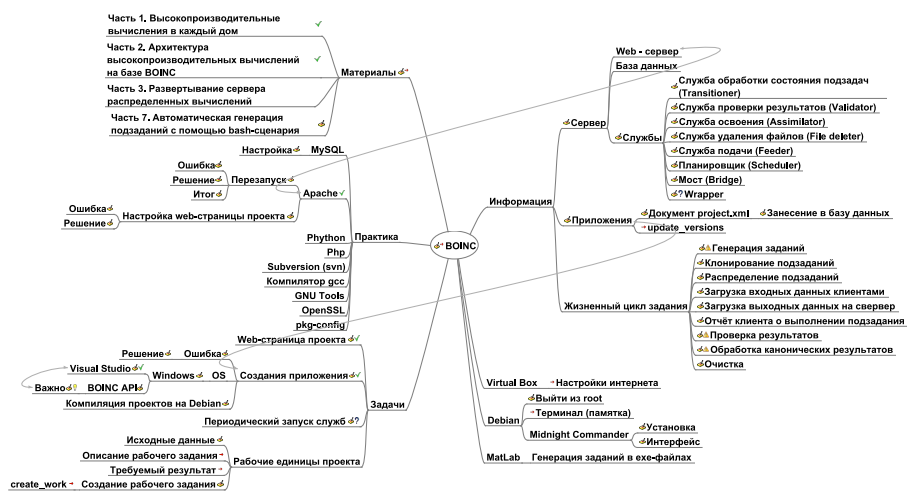 Часть 1. Высокопроизводительные
вычисления в каждый дом
Часть 2. Архитектура
высокопроизводительных вычислений
на базе BOINC
Часть 3. Развертывание сервера
распределенных вычислений
Часть 7. Автоматическая генерация
подзаданий с помощью bash-сценария
Материалы
Настройка MySQL
Ошибка
Решение
Итог
Перезапуск
Apache
Ошибка
Решение
Настройка web-страницы проекта
Phython
Php
Subversion (svn)
Компилятор gcc
GNU Tools
OpenSSL
pkg-config
Практика
BOINC
Web-страница проекта
Решение Ошибка
Visual Studio
Важно BOINC API
Windows OS
Создания приложения
Компиляция проектов на Debian
Периодический запуск служб ?
Задачи
Исходные данные
Описание рабочего задания
Требуемый результат
create_work Создание рабочего задания
Рабочие единицы проекта
Web - сервер
База данных
Сервер
Службы
Служба обработки состояния подзадач
(Transitioner)
Служба проверки результатов (Validator)
Служба освоения (Assimilator)
Служба удаления файлов (File deleter)
Служба подачи (Feeder)
Планировщик (Scheduler)
Мост (Bridge)
? Wrapper
Информация
Приложения
Документ project.xml Занесение в базу данных
update_versions
Жизненный цикл задания
Генерация заданий
Клонирование подзаданий
Распределение подзаданий
Загрузка входных данных клиентами
Загрузка выходных данных на свервер
Отчёт клиента о выполнении подзадания
Проверка результатов
Обработка канонических результатов
Очистка
Virtual Box Настройки интернета
Debian
Выйти из root
Терминал (памятка)
Midnight Commander
Установка
Интерфейс
MatLab Генерация заданий в exe-файлах